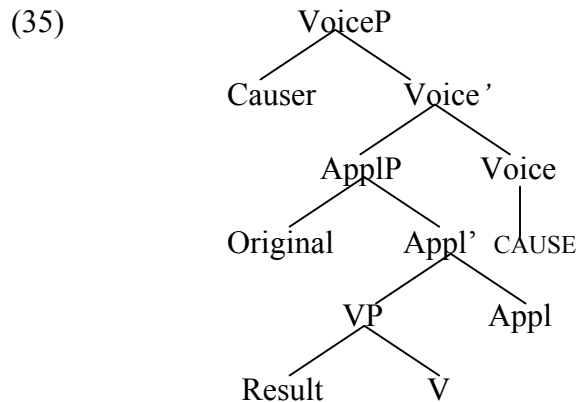 (35) VoiceP
Causer Voice’
ApplP Voice
Original Appl’ CAUSE
VP Appl
Result V